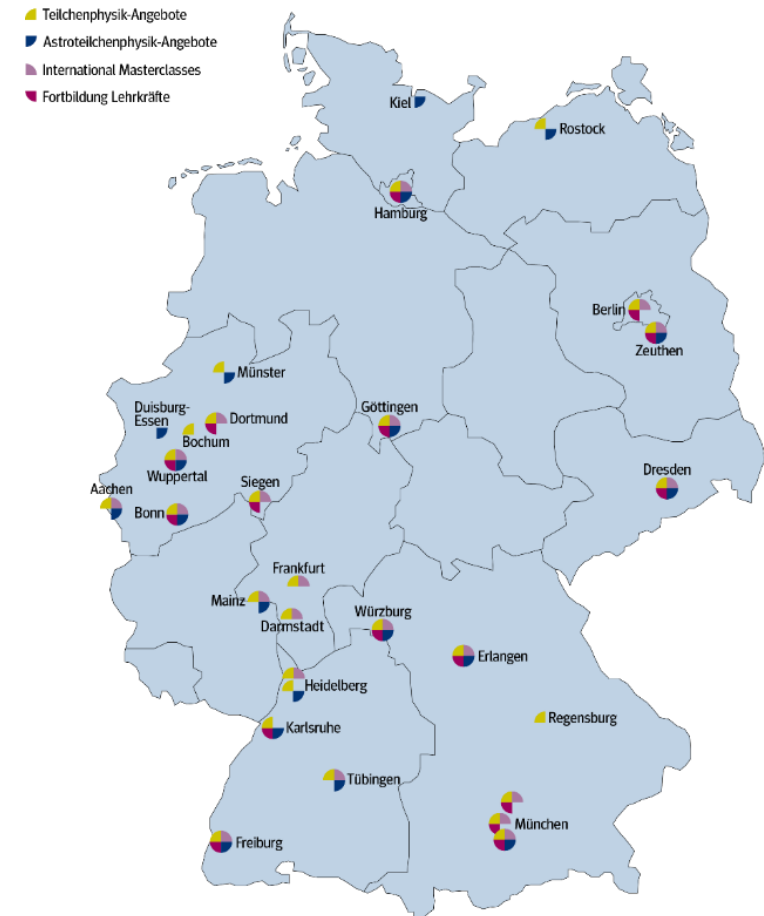 Teilchenphysik-Angebote
Astroteilchenphysik-Angebote
International Masterclasses
Fortbildung Lehrkräfte
Kiel
Rostock
Hamburg
Berlin
Zeuthen
Münster
Duisburg-
Essen
Dortmund
Bochum
Göttingen
Wuppertal
Dresden
Siegen
Aachen
Bonn
Frankfurt
Mainz
Darmstadt
Würzburg
Erlangen
Heidelberg
Regensburg
Karlsruhe
Tübingen
München
Freiburg